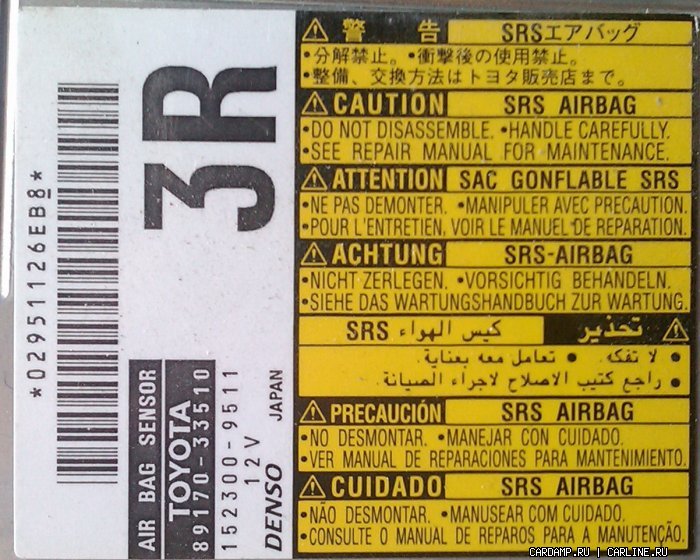 *02951126EB8*
3R
AIR BAG SENSOR
TOYOTA
89170-33510
152300-9511
12V
DENSO JAPAN
警 告 SRSエアバッグ
•分解禁止。•衝撃後の使用禁止。
•整備、交換方法はトヨタ販売店まで。
CAUTION SRS AIRBAG
•DO NOT DISASSEMBLE. •HANDLE CAREFULLY.
•SEE REPAIR MANUAL FOR MAINTENANCE.
ATTENTION SAC GONFLABLE SRS
•NE PAS DEMONTER. •MANIPULER AVEC PRECAUTION.
•POUR L'ENTRETIEN, VOIR LE MANUEL DE REPARATION.
ACHTUNG SRS-AIRBAG
•NICHT ZERLEGEN. •VORSICHTIG BEHANDELN.
•SIEHE DAS WARTUNGSHANDBUCH ZUR WARTUNG.
تحذير كيس الهواء SRS
• لا تفكه. • تعامل معه بعناية.
• راجع كتيب الاصلاح لاجراء الصيانة.
PRECAUCIÓN SRS AIRBAG
•NO DESMONTAR. •MANEJAR CON CUIDADO.
•VER MANUAL DE REPARACIONES PARA MANTENIMIENTO.
CUIDADO SRS AIRBAG
•NÃO DESMONTAR. •MANUSEAR COM CUIDADO.
•CONSULTE O MANUAL DE REPAROS PARA A MANUTENÇÃO.
CARDAMP.RU | CARLINE.RU